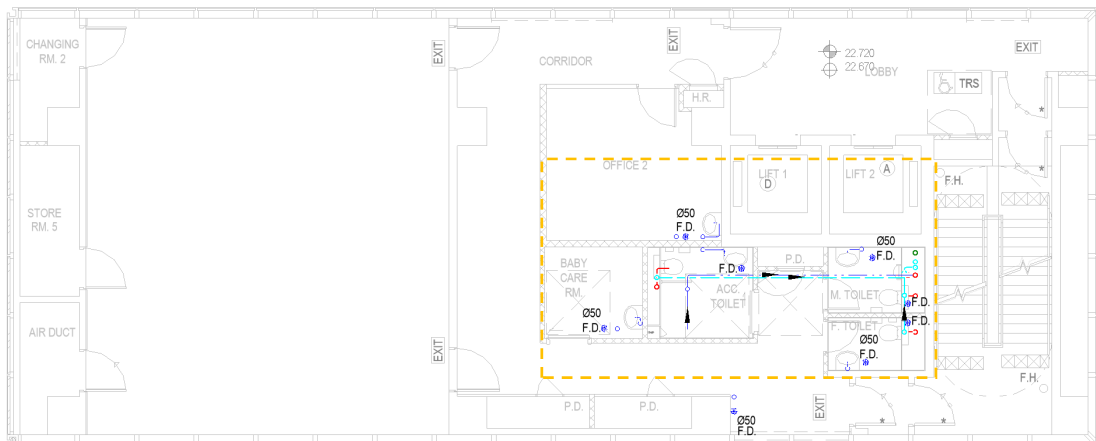 CHANGING
RM. 2
EXIT
CORRIDOR
EXIT
22.720
22.670
LOBBY
EXIT
TRS
*
H.R.
OFFICE 2
LIFT 1
D
LIFT 2
A
*
F.H.
STORE
RM. 5
Ø50
F.D.
BABY
CARE
RM.
F.D.
P.D.
Ø50
F.D.
ACC.
TOILET
M. TOILET
F.D.
F.D.
AIR DUCT
Ø50
F.D.
F. TOILET
Ø50
F.D.
EXIT
F.H.
P.D.
P.D.
Ø50
F.D.
EXIT
*
*